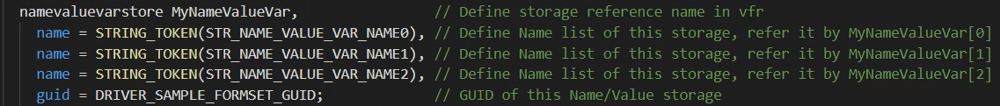 namevaluevarstore MyNameValueVar,                // Define storage reference name in vfr
  name = STRING_TOKEN(STR_NAME_VALUE_VAR_NAME0), // Define Name list of this storage, refer it by MyNameValueVar[0]
  name = STRING_TOKEN(STR_NAME_VALUE_VAR_NAME1), // Define Name list of this storage, refer it by MyNameValueVar[1]
  name = STRING_TOKEN(STR_NAME_VALUE_VAR_NAME2), // Define Name list of this storage, refer it by MyNameValueVar[2]
  guid = DRIVER_SAMPLE_FORMSET_GUID;             // GUID of this Name/Value storage